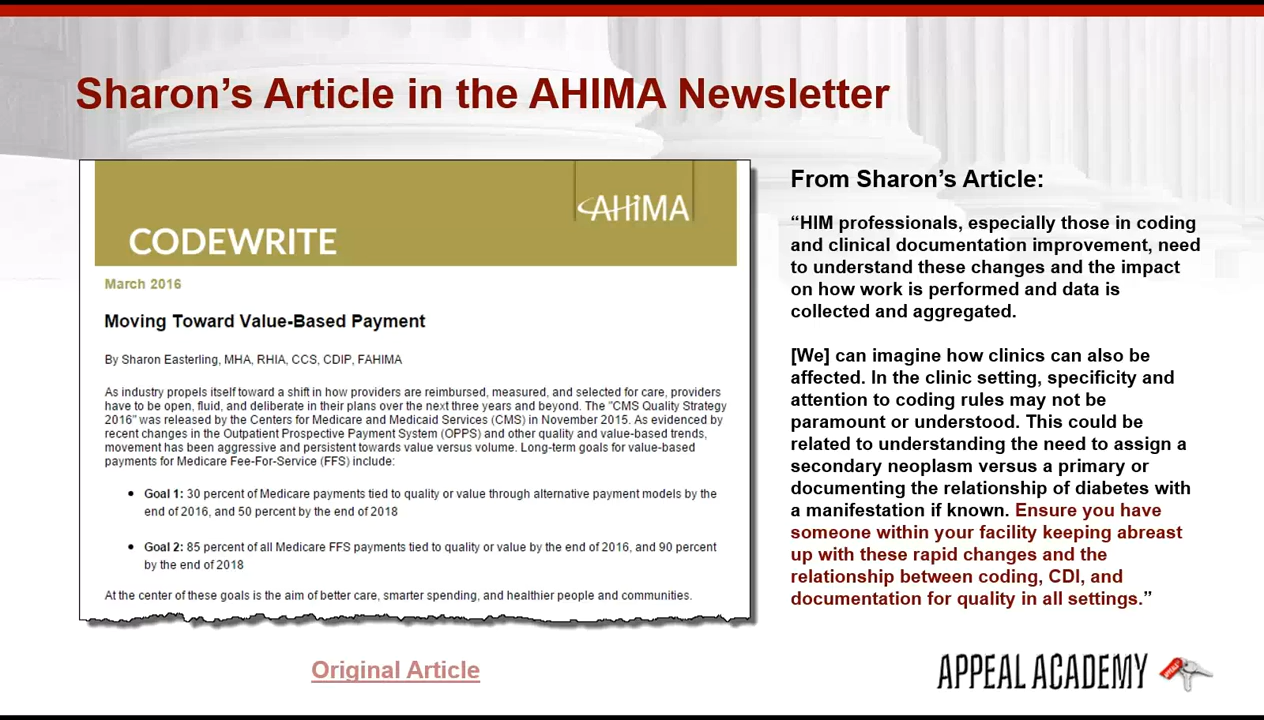 Sharon’s Article in the AHIMA Newsletter
AHIMA
CODEWRITE
March 2016
Moving Toward Value-Based Payment
By Sharon Easterling, MHA, RHIA, CCS, CDIP, FAHIMA
As industry propels itself toward a shift in how providers are reimbursed, measured, and selected for care, providers
have to be open, fluid, and deliberate in their plans over the next three years and beyond. The "CMS Quality Strategy
2016" was released by the Centers for Medicare and Medicaid Services (CMS) in November 2015. As evidenced by
recent changes in the Outpatient Prospective Payment System (OPPS) and other quality and value-based trends,
movement has been aggressive and persistent towards value versus volume. Long-term goals for value-based
payments for Medicare Fee-For-Service (FFS) include:
• Goal 1: 30 percent of Medicare payments tied to quality or value through alternative payment models by the
end of 2016, and 50 percent by the end of 2018
• Goal 2: 85 percent of all Medicare FFS payments tied to quality or value by the end of 2016, and 90 percent
by the end of 2018
At the center of these goals is the aim of better care, smarter spending, and healthier people and communities.
Original Article
From Sharon’s Article:
“HIM professionals, especially those in coding
and clinical documentation improvement, need
to understand these changes and the impact
on how work is performed and data is
collected and aggregated.
[We] can imagine how clinics can also be
affected. In the clinic setting, specificity and
attention to coding rules may not be
paramount or understood. This could be
related to understanding the need to assign a
secondary neoplasm versus a primary or
documenting the relationship of diabetes with
a manifestation if known. Ensure you have
someone within your facility keeping abreast
up with these rapid changes and the
relationship between coding, CDI, and
documentation for quality in all settings.”
APPEAL ACADEMY